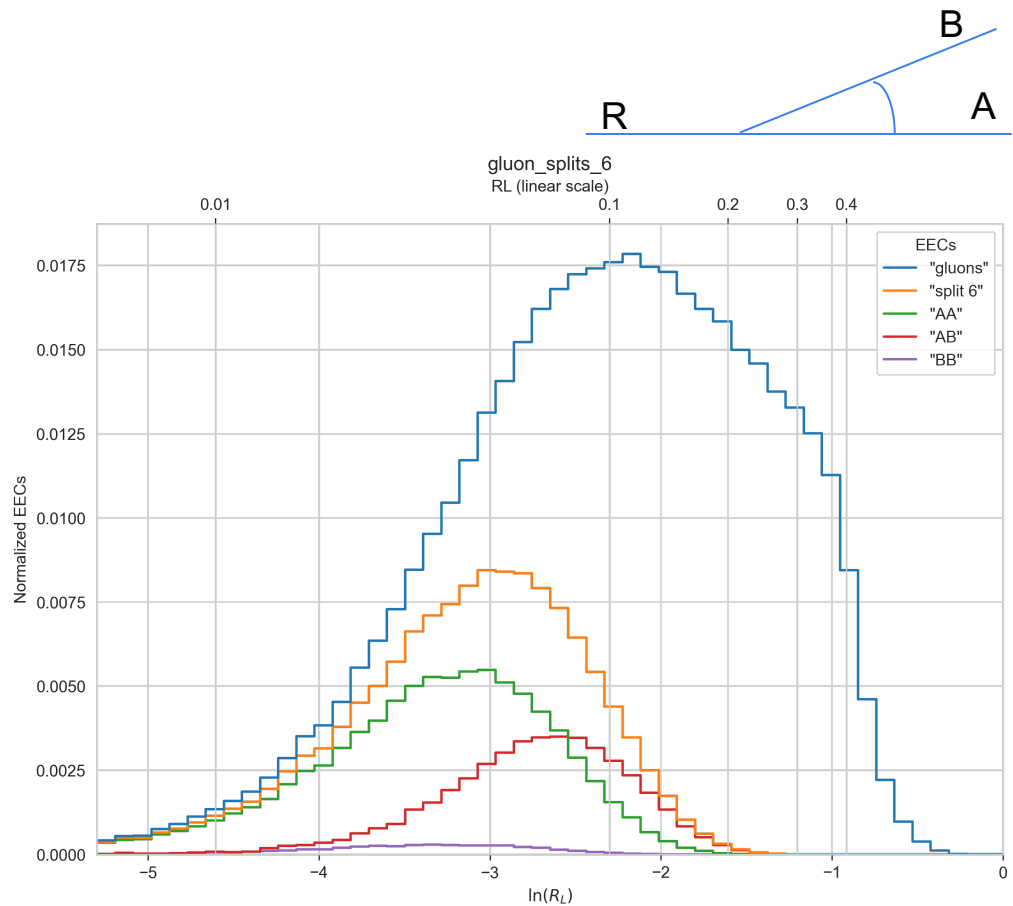 B
R
A
gluon_splits_6
RL (linear scale)
0.01 0.1 0.2 0.3 0.4
EECs
"gluons"
"split 6"
"AA"
"AB"
"BB"
Normalized EECs
0.0175
0.0150
0.0125
0.0100
0.0075
0.0050
0.0025
0.0000
−5 −4 −3 −2 −1 0
ln(R_L)